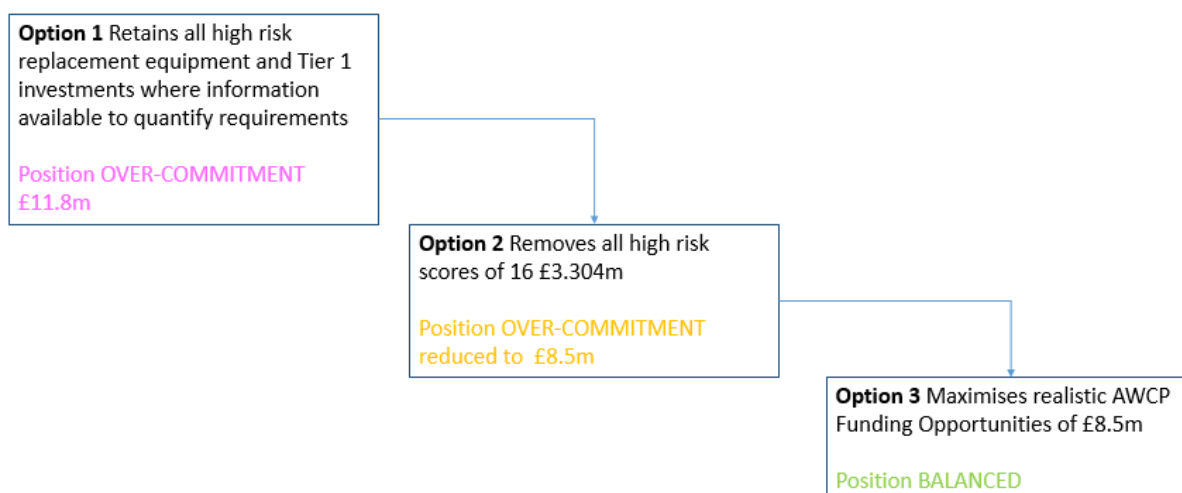 Option 1 Retains all high risk
replacement equipment and Tier 1
investments where information
available to quantify requirements
Position OVER-COMMITMENT
£11.8m
Option 2 Removes all high risk
scores of 16 £3.304m
Position OVER-COMMITMENT
reduced to £8.5m
Option 3 Maximises realistic AWCP
Funding Opportunities of £8.5m
Position BALANCED